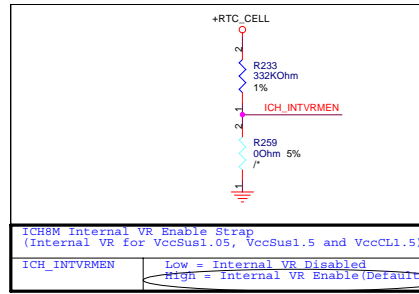 +RTC_CELL
2
R233
332KOhm
1%
1
ICH_INTVRMEN
2
R259
0Ohm 5%
/*
1
ICH8M Internal VR Enable Strap
(Internal VR for VccSus1.05, VccSus1.5 and VccCL1.5)
ICH_INTVRMEN
Low = Internal VR Disabled
High = Internal VR Enable(Default